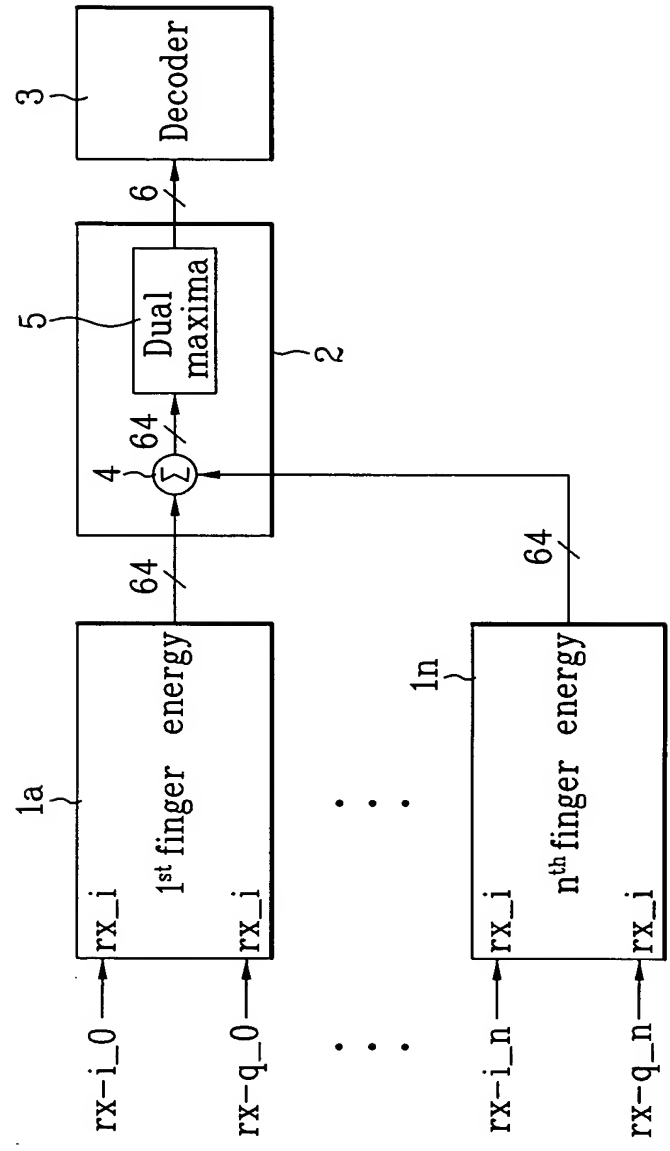 3
Decoder
6
5
Dual
maxima
2
64
4
Σ
64
64
1a
1st finger energy
rx_i
rx_i
rx-i_0
rx-q_0
1n
nth finger energy
rx_i
rx_i
rx-i_n
rx-q_n